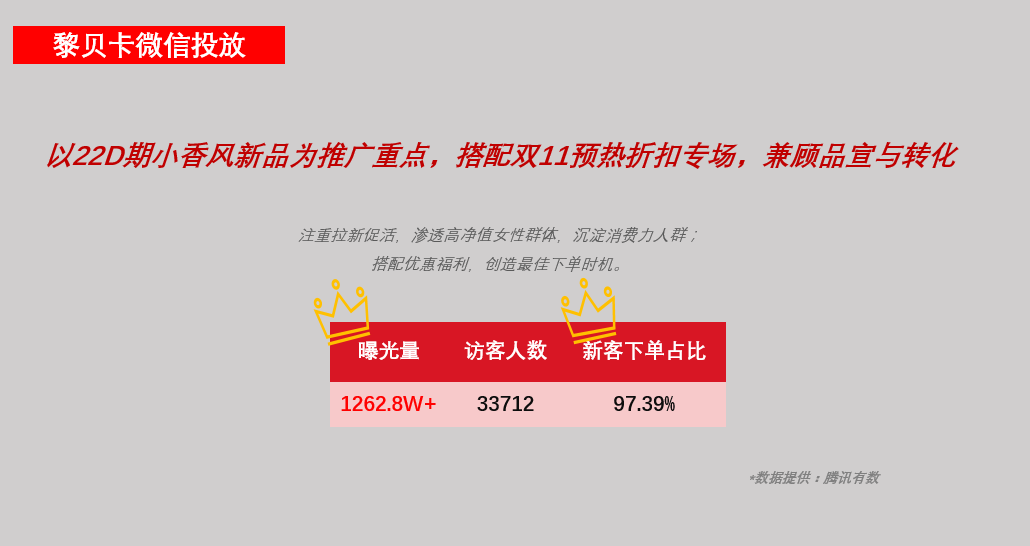 黎贝卡微信投放
以22D期小香风新品为推广重点，搭配双11预热折扣专场，兼顾品宣与转化
注重拉新促活，渗透高净值女性群体，沉淀消费力人群；
搭配优惠福利，创造最佳下单时机。
曝光量 访客人数 新客下单占比
1262.8W+ 33712 97.39%
*数据提供：腾讯有数